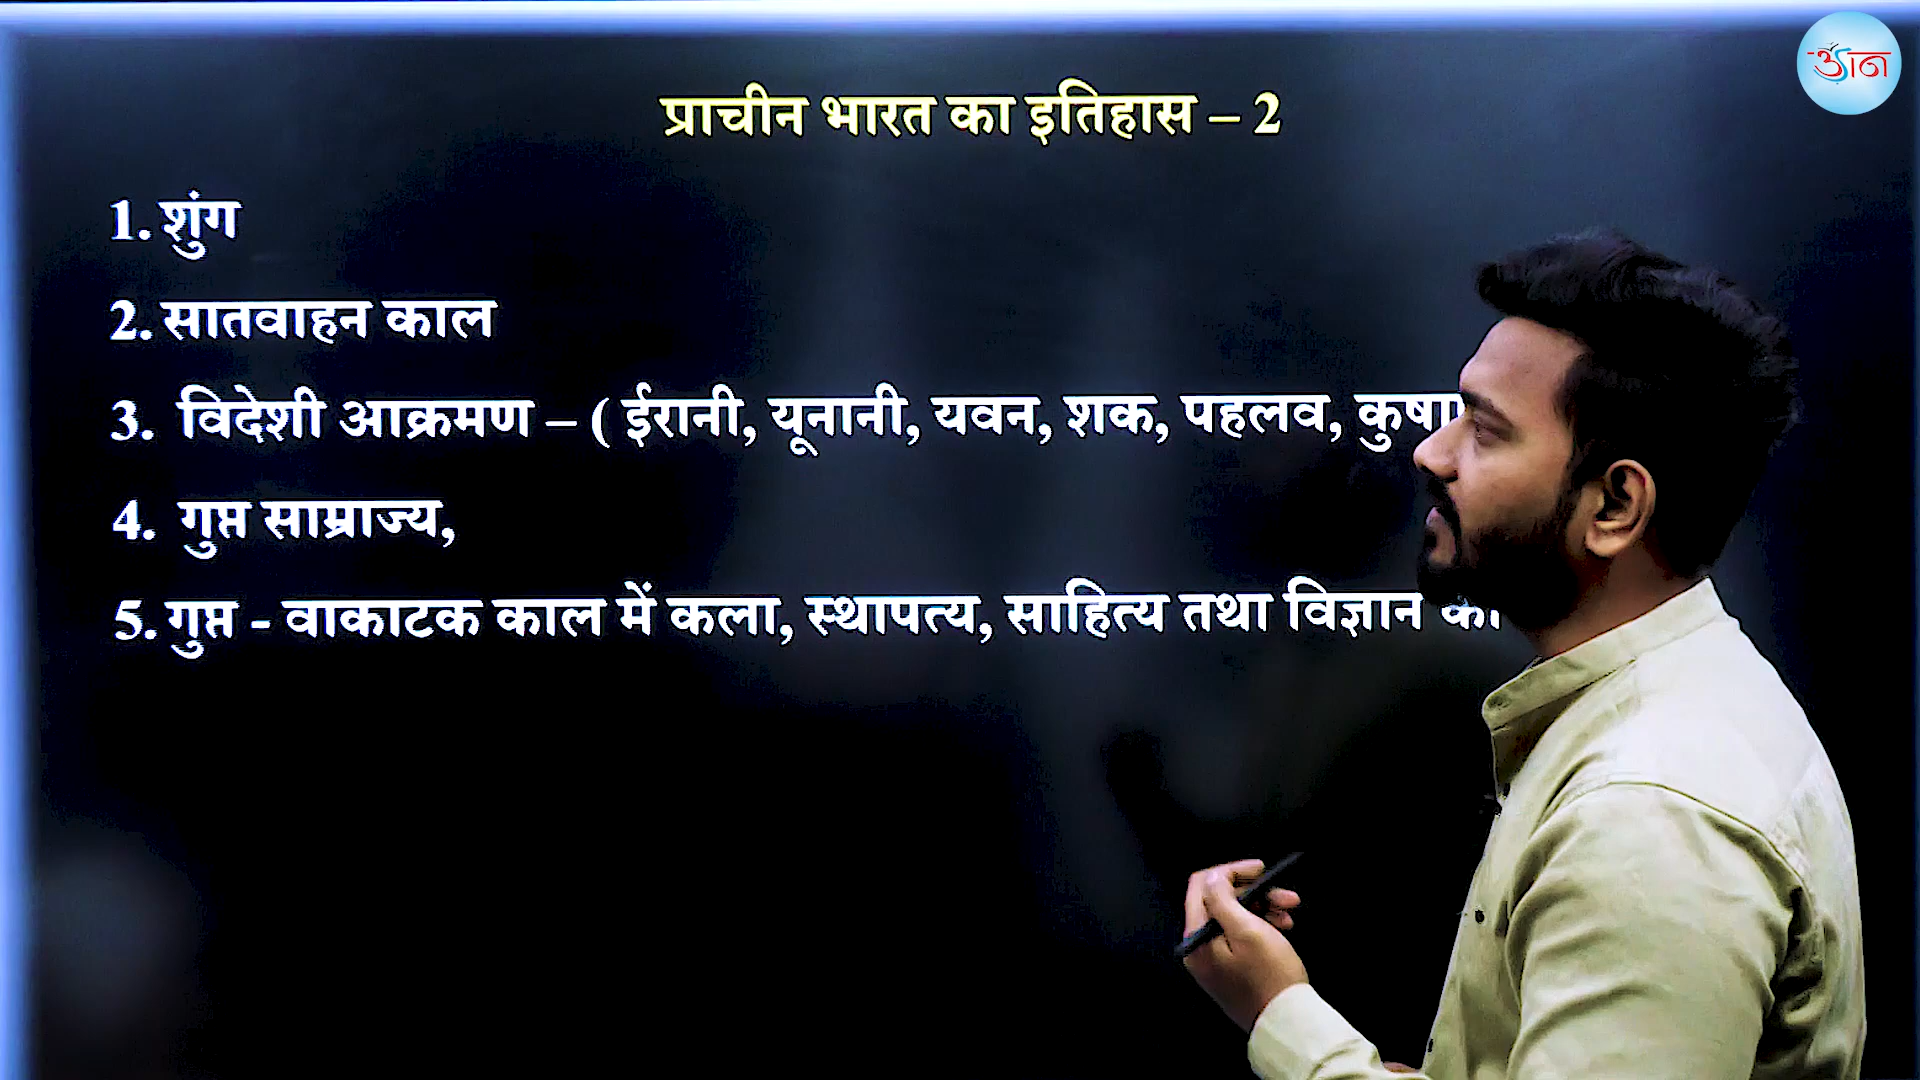 उड़ान
प्राचीन भारत का इतिहास – 2
1. शुंग
2. सातवाहन काल
3. विदेशी आक्रमण – ( ईरानी, यूनानी, यवन, शक, पहलव,
4. गुप्त साम्राज्य,
5. गुप्त - वाकाटक काल में कला, स्थापत्य, साहित्य तथा विज्ञान